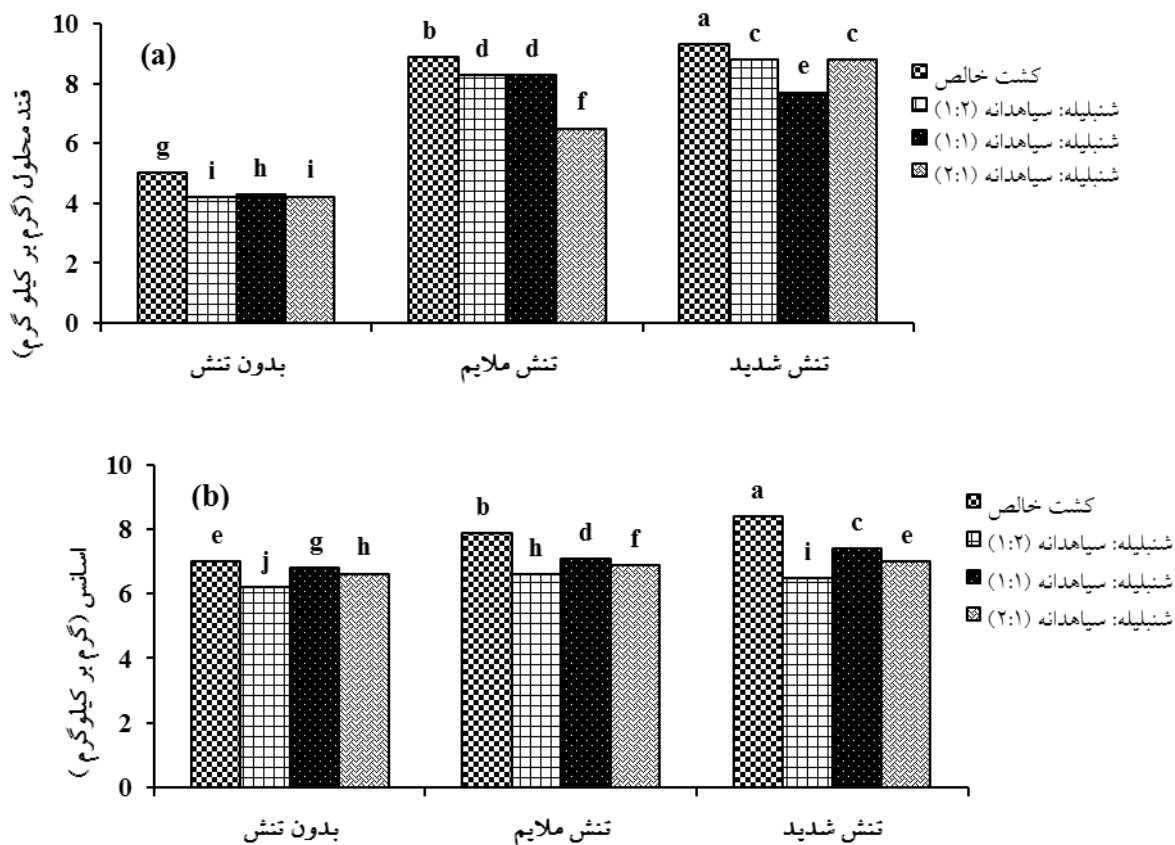 10
8
6
4
2
0
قند محلول (گرم بر کیلو گرم)
(a)
g
i
h
i
b
d
d
f
a
c
e
c
بدون تنش
تنش ملایم
تنش شدید
کشت خالص
شنبلیله: سیاهدانه (۱:۲)
شنبلیله: سیاهدانه (۱:۱)
شنبلیله: سیاهدانه (۲:۱)
10
8
6
4
2
0
اسانس (گرم بر کیلوگرم )
(b)
e
j
g
h
b
h
d
f
a
i
c
e
بدون تنش
تنش ملایم
تنش شدید
کشت خالص
شنبلیله: سیاهدانه (۱:۲)
شنبلیله: سیاهدانه (۱:۱)
شنبلیله: سیاهدانه (۲:۱)